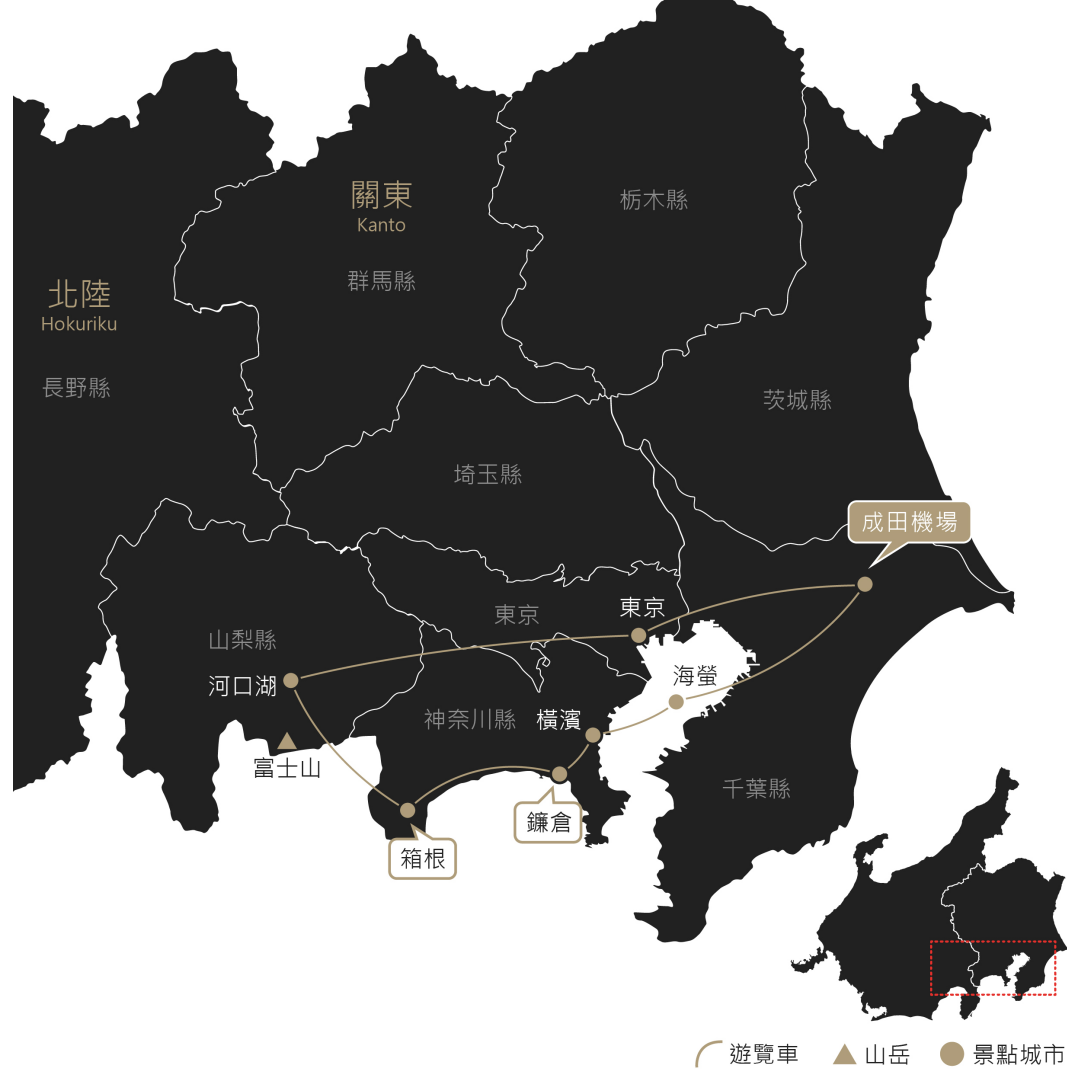 栃木縣
關東
Kanto
群馬縣
北陸
Hokuriku
長野縣
茨城縣
埼玉縣
成田機場
東京
東京
山梨縣
海螢
河口湖
神奈川縣
橫濱
富士山
千葉縣
鐮倉
箱根
遊覽車
山岳
景點城市